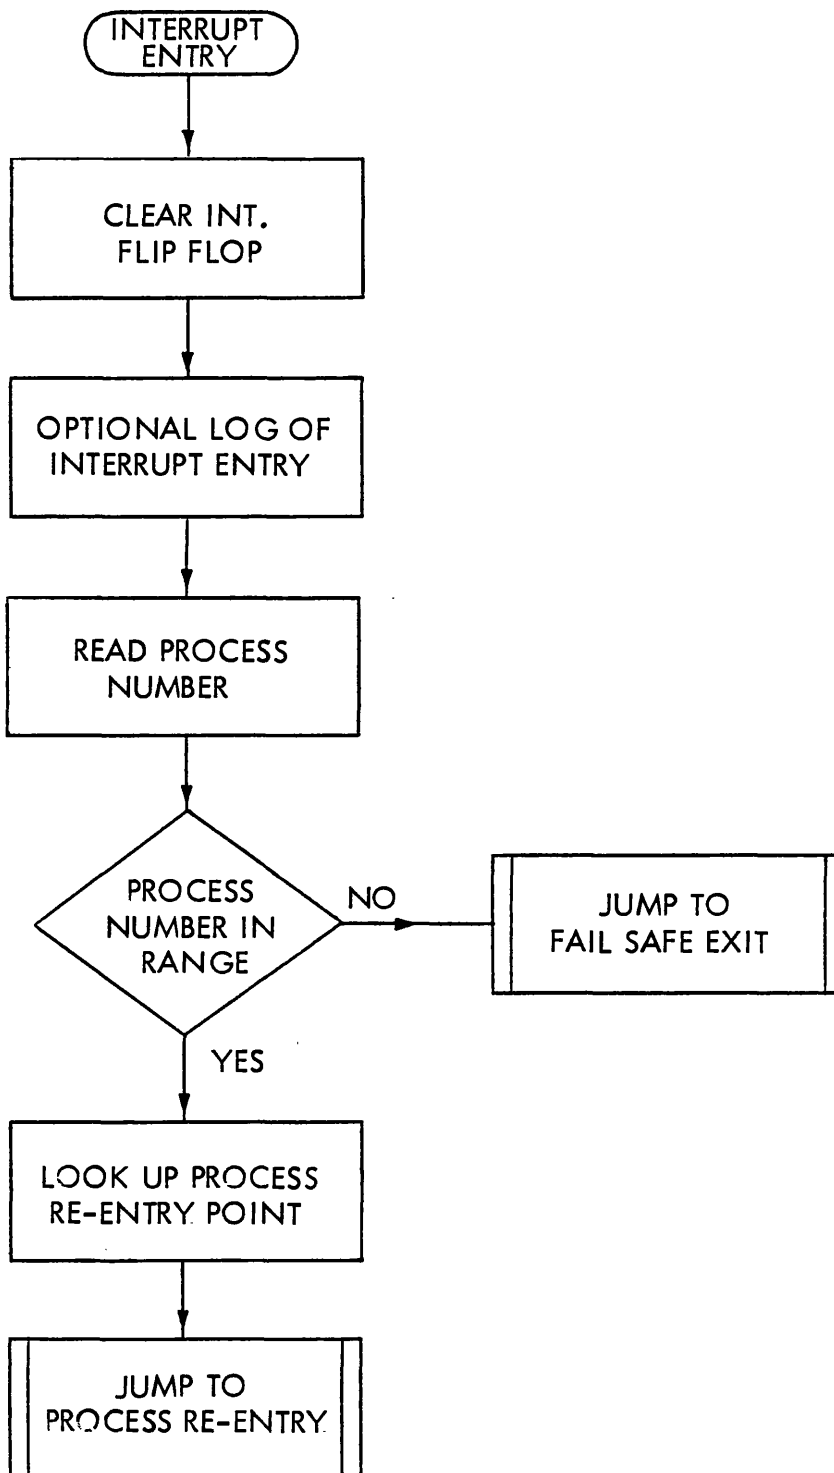 INTERRUPT
ENTRY
CLEAR INT.
FLIP FLOP
OPTIONAL LOG OF
INTERRUPT ENTRY
READ PROCESS
NUMBER
PROCESS
NUMBER IN
RANGE
NO
JUMP TO
FAIL SAFE EXIT
YES
LOOK UP PROCESS
RE-ENTRY POINT
JUMP TO
PROCESS RE-ENTRY